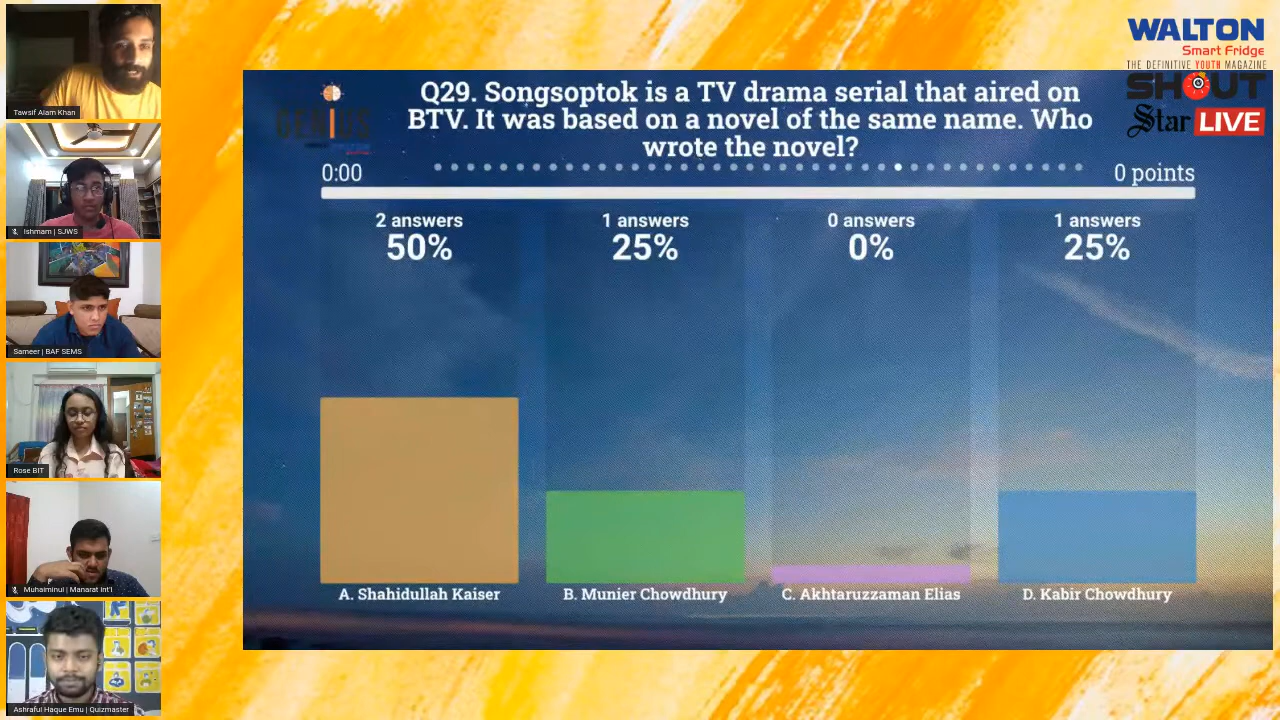 Tawsif Alam Khan
Ishmam | SJWS
Sameer | BAF SEMS
Rose BIT
Muhaiminul | Manarat Int'l
Ashraful Haque Emu | Quizmaster
WALTON
Smart Fridge
THE DEFINITIVE YOUTH MAGAZINE
SHOUT
Star LIVE
GENIUS
Q29. Songsoptok is a TV drama serial that aired on
BTV. It was based on a novel of the same name. Who
wrote the novel?
0:00
0 points
2 answers
50%
1 answers
25%
0 answers
0%
1 answers
25%
A. Shahidullah Kaiser
B. Munier Chowdhury
C. Akhtaruzzaman Elias
D. Kabir Chowdhury